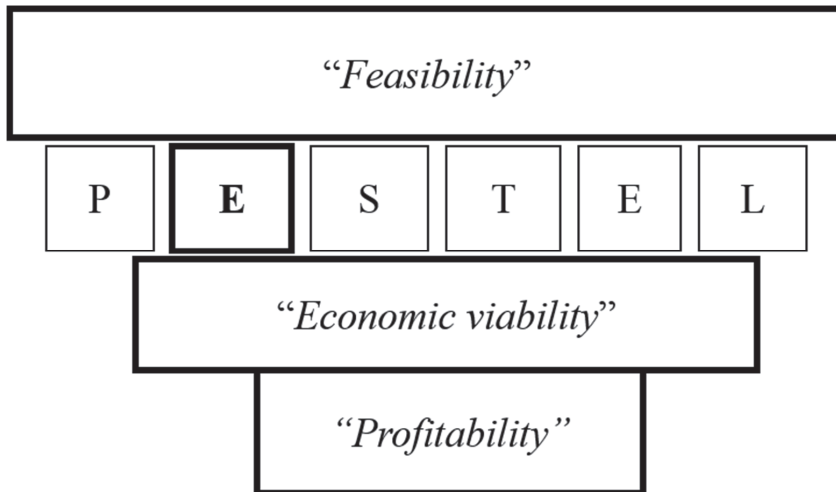 “Feasibility”
P E S T E L
“Economic viability”
“Profitability”